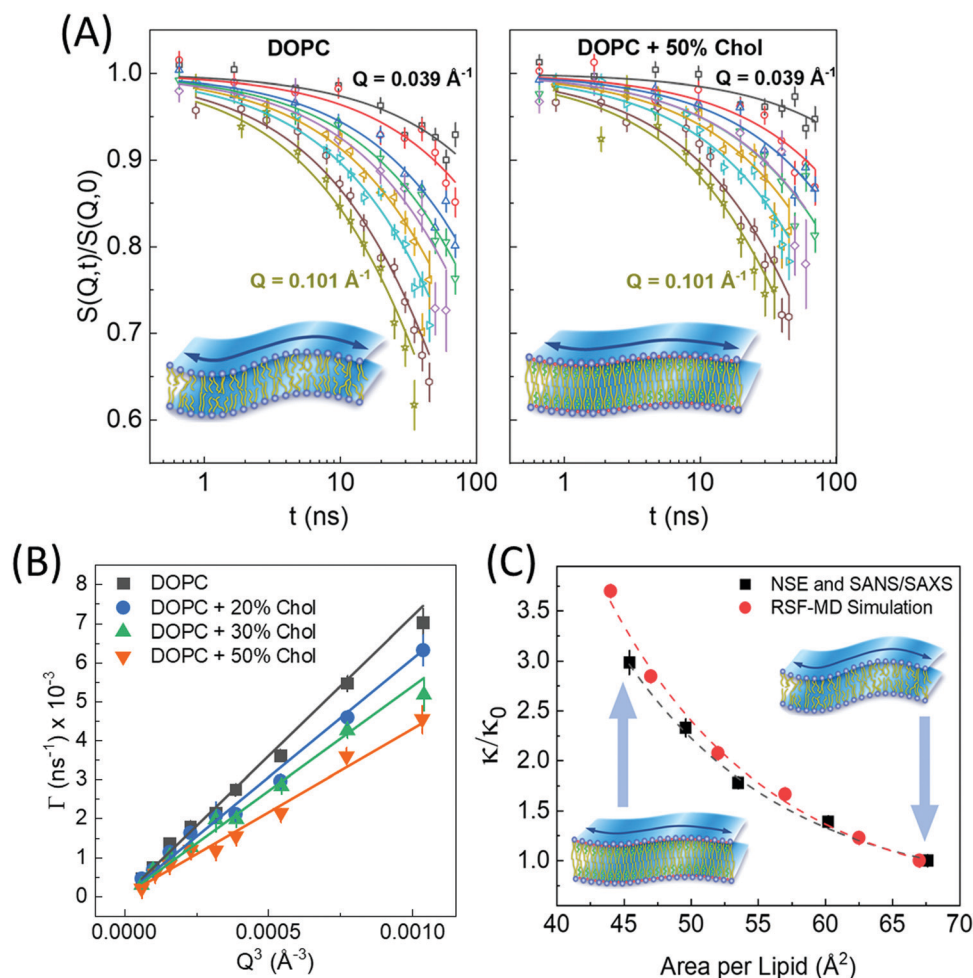 (A)
DOPC
DOPC + 50% Chol
Q = 0.039 Å⁻¹
Q = 0.039 Å⁻¹
1.0
0.9
0.8
0.7
0.6
S(Q,t)/S(Q,0)
Q = 0.101 Å⁻¹
Q = 0.101 Å⁻¹
1 10 100
1 10 100
t (ns)
t (ns)
(B)
DOPC
DOPC + 20% Chol
DOPC + 30% Chol
DOPC + 50% Chol
8
7
6
5
4
3
2
1
0
Γ (ns⁻¹) x 10⁻³
0.0000 0.0005 0.0010
Q³ (Å⁻³)
(C)
NSE and SANS/SAXS
RSF-MD Simulation
3.5
3.0
2.5
2.0
1.5
1.0
κ/κ₀
40 45 50 55 60 65 70
Area per Lipid (Å²)